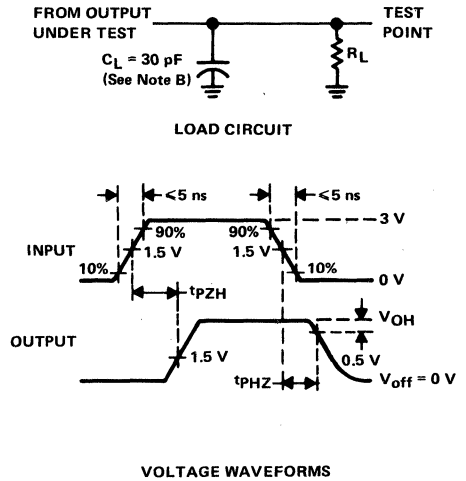 FROM OUTPUT
UNDER TEST
TEST
POINT
CL = 30 pF
(See Note B)
RL
LOAD CIRCUIT
≤5 ns
≤5 ns
3 V
90%
90%
INPUT
1.5 V
1.5 V
10%
10%
0 V
tPZH
VOH
OUTPUT
1.5 V
0.5 V
tPHZ
Voff = 0 V
VOLTAGE WAVEFORMS